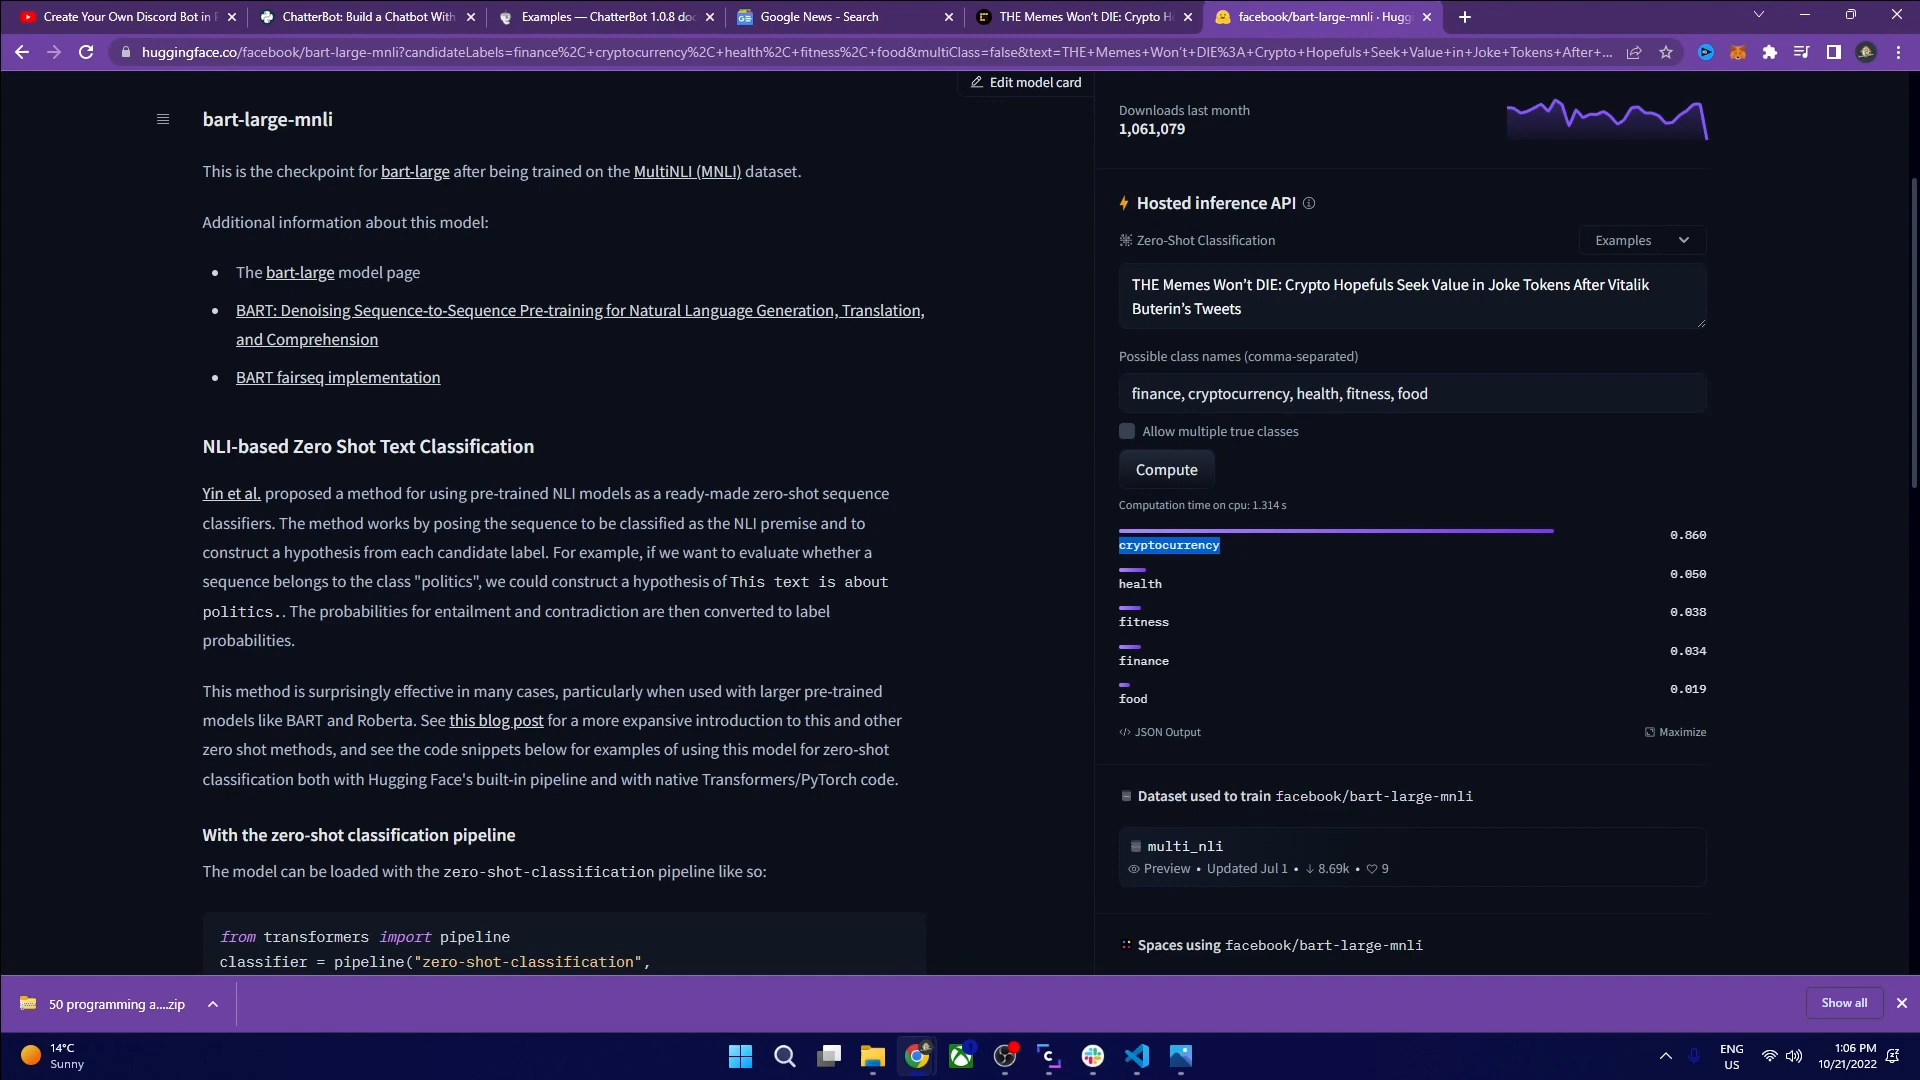 Create Your Own Discord Bot in P
ChatterBot: Build a Chatbot With
Examples — ChatterBot 1.0.8 doc
Google News - Search
THE Memes Won't DIE: Crypto H
facebook/bart-large-mnli · Hugg
huggingface.co/facebook/bart-large-mnli?candidateLabels=finance%2C+cryptocurrency%2C+health%2C+fitness%2C+food&multiClass=false&text=THE+Memes+Won't+DIE%3A+Crypto+Hopefuls+Seek+Value+in+Joke+Tokens+After+...
Edit model card
bart-large-mnli
This is the checkpoint for bart-large after being trained on the MultiNLI (MNLI) dataset.
Additional information about this model:
• The bart-large model page
• BART: Denoising Sequence-to-Sequence Pre-training for Natural Language Generation, Translation,
and Comprehension
• BART fairseq implementation
NLI-based Zero Shot Text Classification
Yin et al. proposed a method for using pre-trained NLI models as a ready-made zero-shot sequence
classifiers. The method works by posing the sequence to be classified as the NLI premise and to
construct a hypothesis from each candidate label. For example, if we want to evaluate whether a
sequence belongs to the class "politics", we could construct a hypothesis of This text is about
politics.. The probabilities for entailment and contradiction are then converted to label
probabilities.
This method is surprisingly effective in many cases, particularly when used with larger pre-trained
models like BART and Roberta. See this blog post for a more expansive introduction to this and other
zero shot methods, and see the code snippets below for examples of using this model for zero-shot
classification both with Hugging Face's built-in pipeline and with native Transformers/PyTorch code.
With the zero-shot classification pipeline
The model can be loaded with the zero-shot-classification pipeline like so:
from transformers import pipeline
classifier = pipeline("zero-shot-classification",
Downloads last month
1,061,079
Hosted inference API
Zero-Shot Classification
Examples
THE Memes Won't DIE: Crypto Hopefuls Seek Value in Joke Tokens After Vitalik
Buterin's Tweets
Possible class names (comma-separated)
finance, cryptocurrency, health, fitness, food
Allow multiple true classes
Compute
Computation time on cpu: 1.314 s
cryptocurrency 0.860
health 0.050
fitness 0.038
finance 0.034
food 0.019
</> JSON Output
Maximize
Dataset used to train facebook/bart-large-mnli
multi_nli
Preview • Updated Jul 1 • ↓ 8.69k • ♡ 9
Spaces using facebook/bart-large-mnli
50 programming a....zip
Show all
14°C
Sunny
ENG
US
1:06 PM
10/21/2022